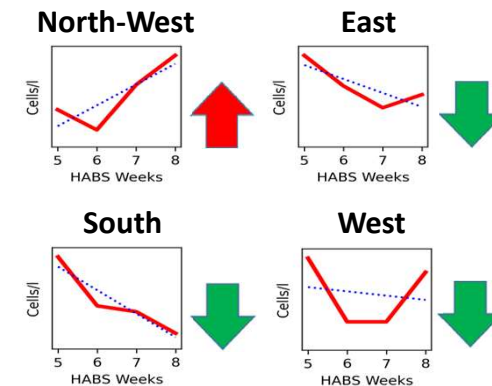 North-West
Cells/l
5 6 7 8
HABS Weeks
East
Cells/l
5 6 7 8
HABS Weeks
South
Cells/l
5 6 7 8
HABS Weeks
West
Cells/l
5 6 7 8
HABS Weeks